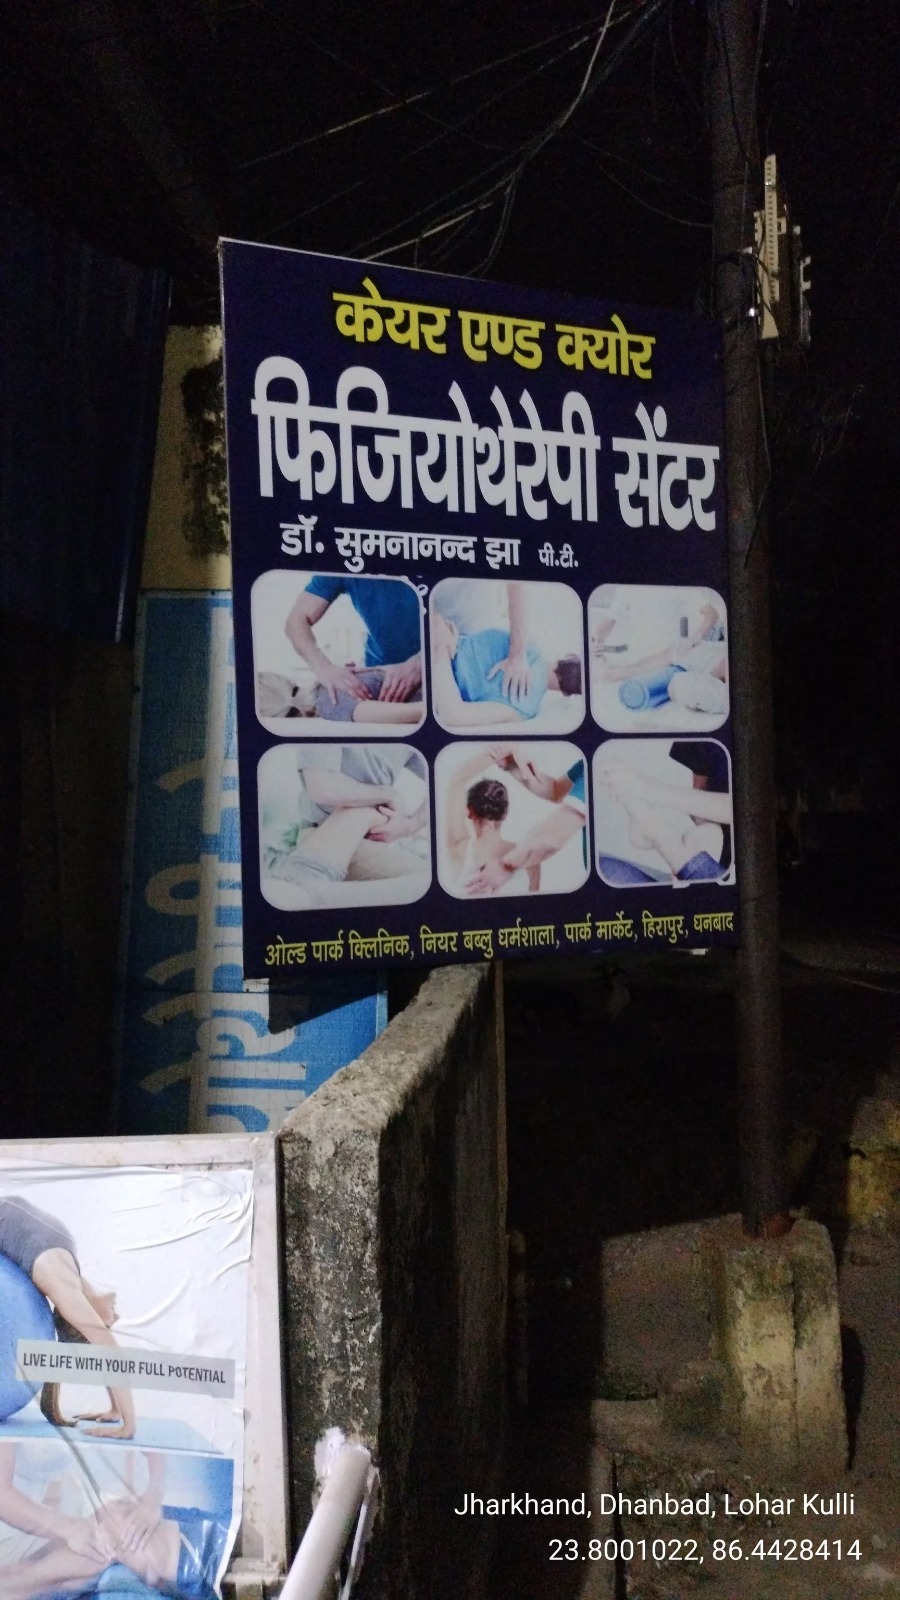 केयर एण्ड क्योर
फिजियोथेरेपी सेंटर
डॉ. सुमनानन्द झा पी.टी.
ओल्ड पार्क क्लिनिक, नियर बब्लु धर्मशाला, पार्क मार्केट, हिरापुर, धनबाद
LIVE LIFE WITH YOUR FULL POTENTIAL
Jharkhand, Dhanbad, Lohar Kulli
23.8001022, 86.4428414